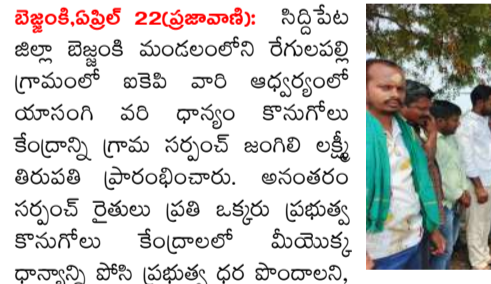 బెజ్జంకి,ఏప్రిల్ 22(ప్రజావాణి): సిద్దిపేట
జిల్లా బెజ్జంకి మండలంలోని రేగులపల్లి
గ్రామంలో ఐకెపి వారి ఆధ్వర్యంలో
యాసంగి వరి ధాన్యం కొనుగోలు
కేంద్రాన్ని గ్రామ సర్పంచ్ జంగిలి లక్ష్మీ
తిరుపతి ప్రారంభించారు. అనంతరం
సర్పంచ్ రైతులు ప్రతి ఒక్కరు ప్రభుత్వ
కొనుగోలు కేంద్రాలలో మీయొక్క
ధాన్యాన్ని పోసి ప్రభుత్వ ధర పొందాలని,